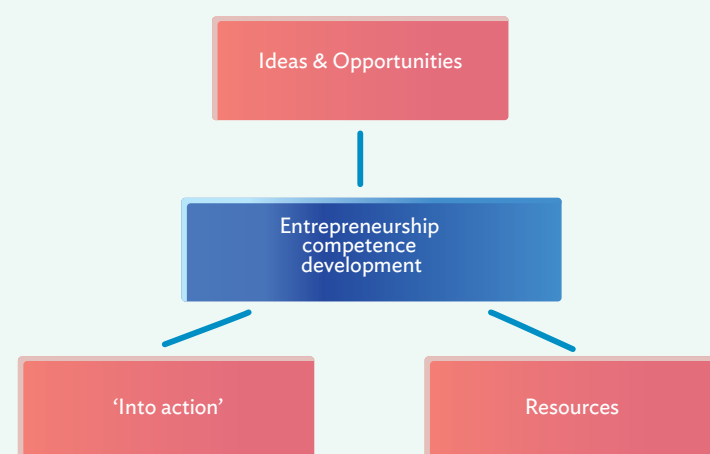 Ideas & Opportunities
Entrepreneurship
competence
development
‘Into action’
Resources